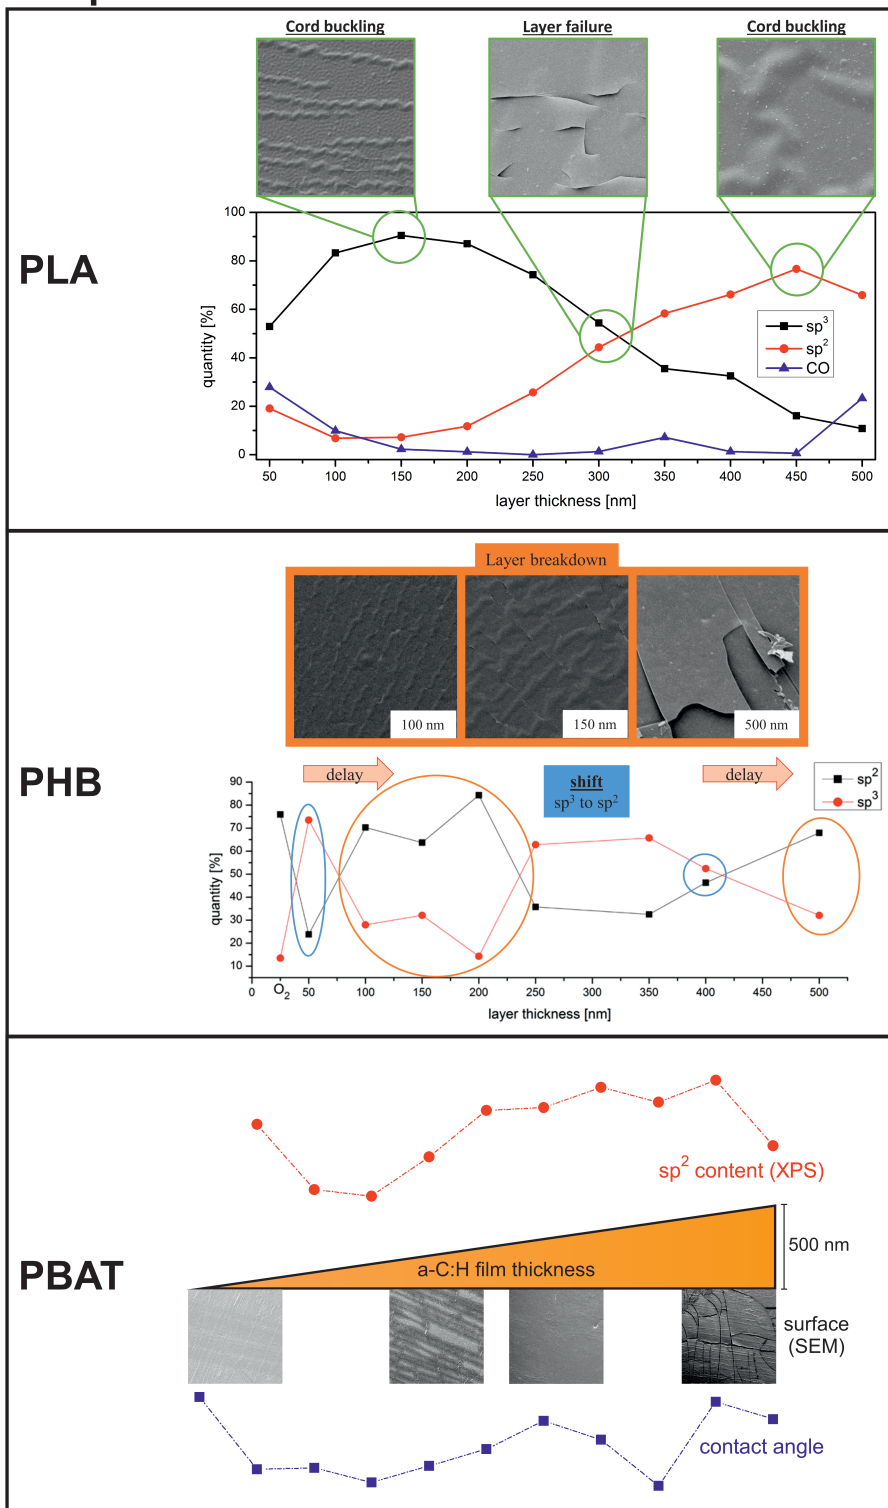 Cord buckling
Layer failure
Cord buckling
PLA
100
80
60
40
20
0
quantity [%]
sp³
sp²
CO
50 100 150 200 250 300 350 400 450 500
layer thickness [nm]
Layer breakdown
100 nm
150 nm
500 nm
PHB
delay
shift
sp³ to sp²
delay
sp²
sp³
90
80
70
60
50
40
30
20
10
quantity [%]
0 O₂ 50 100 150 200 250 300 350 400 450 500
layer thickness [nm]
sp² content (XPS)
PBAT
a-C:H film thickness
500 nm
surface
(SEM)
contact angle